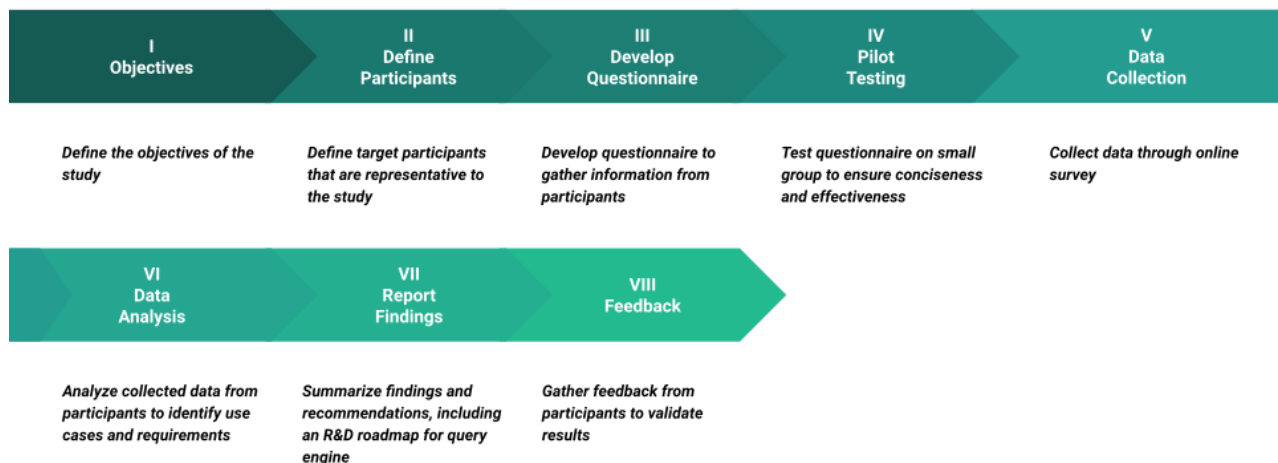 I
Objectives
II
Define
Participants
III
Develop
Questionnaire
IV
Pilot
Testing
V
Data
Collection
Define the objectives of the
study
Define target participants
that are representative to
the study
Develop questionnaire to
gather information from
participants
Test questionnaire on small
group to ensure conciseness
and effectiveness
Collect data through online
survey
VI
Data
Analysis
VII
Report
Findings
VIII
Feedback
Analyze collected data from
participants to identify use
cases and requirements
Summarize findings and
recommendations, including
an R&D roadmap for query
engine
Gather feedback from
participants to validate
results